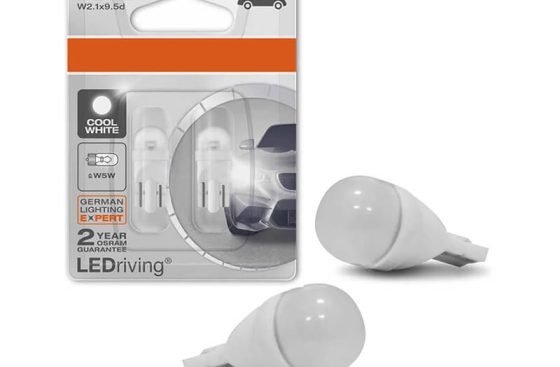 W2.1x9.5d
COOL
WHITE
W5W
GERMAN
LIGHTING
EXPERT
2 YEAR
OSRAM
GUARANTEE
LEDriving®